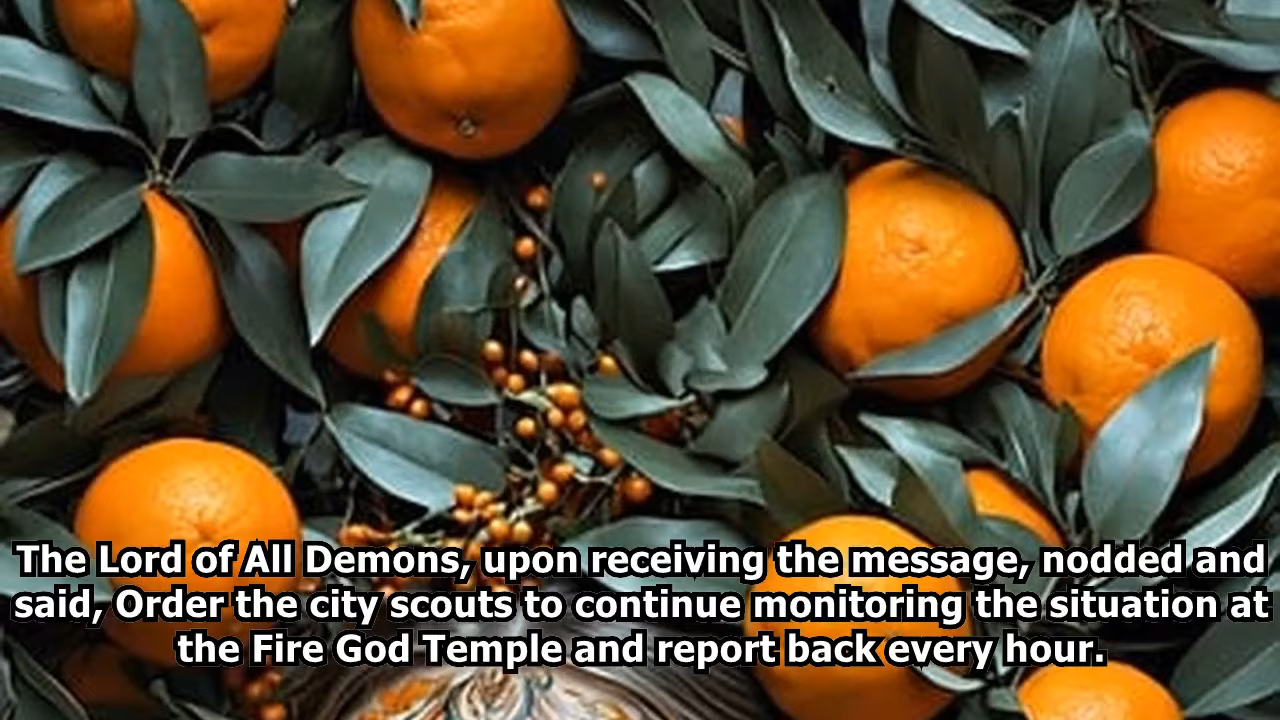 The Lord of All Demons, upon receiving the message, nodded and
said, Order the city scouts to continue monitoring the situation at
the Fire God Temple and report back every hour.